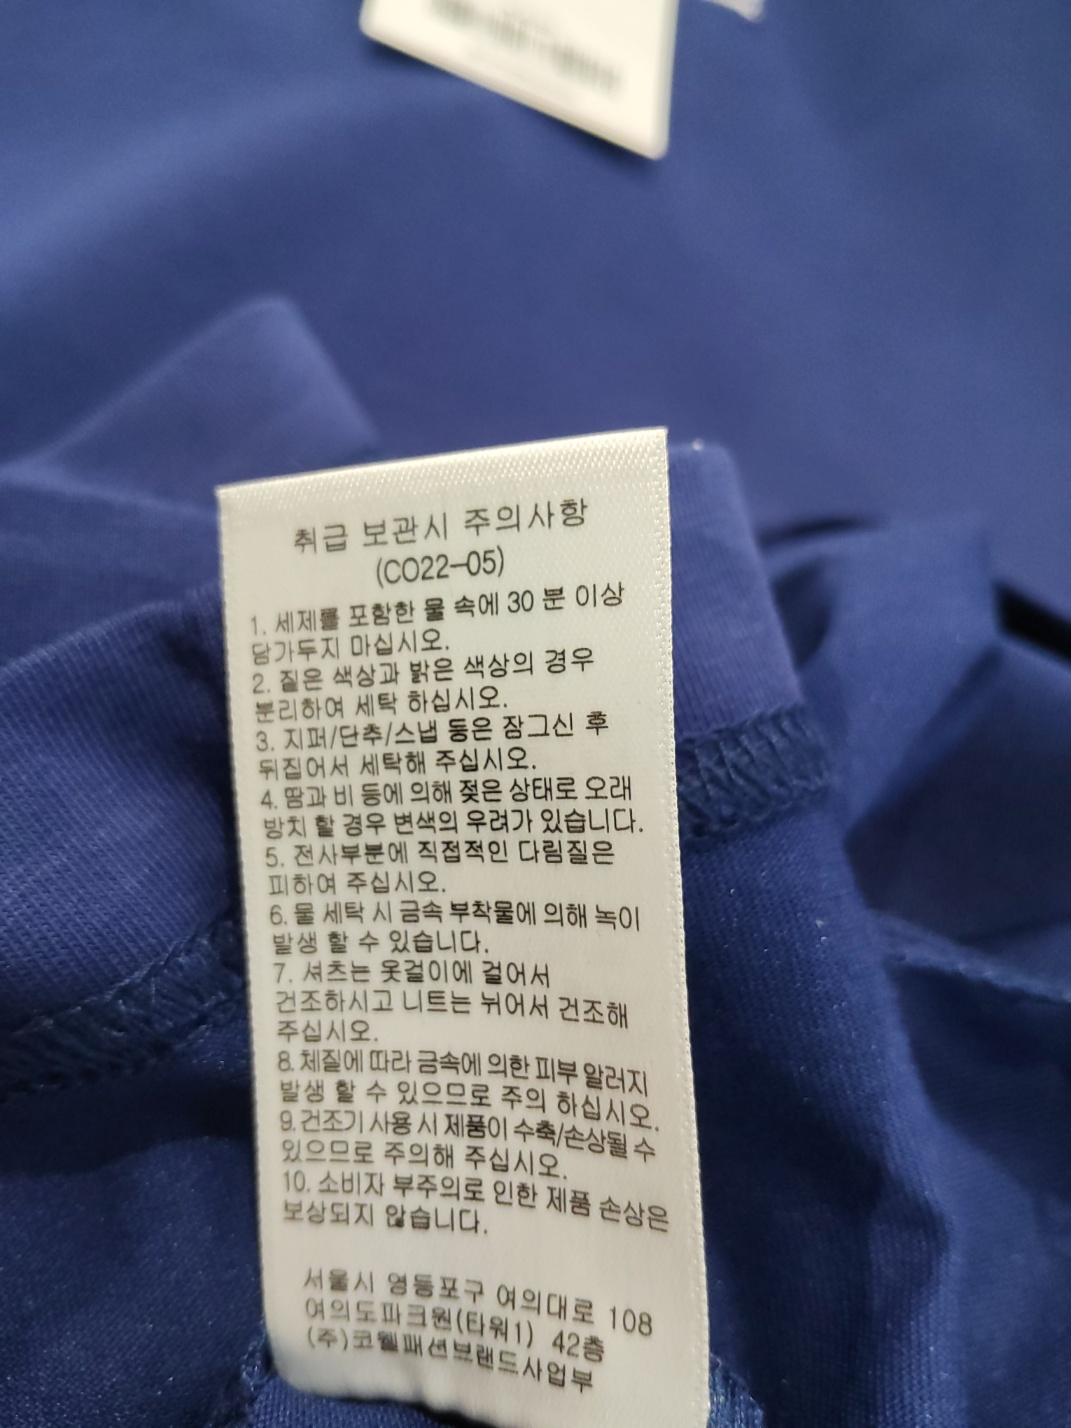 취급 보관시 주의사항
(CO22-05)
1. 세제를 포함한 물 속에 30 분 이상
담가두지 마십시오.
2. 짙은 색상과 밝은 색상의 경우
분리하여 세탁 하십시오.
3. 지퍼/단추/스냅 등은 잠그신 후
뒤집어서 세탁해 주십시오.
4. 땀과 비 등에 의해 젖은 상태로 오래
방치 할 경우 변색의 우려가 있습니다.
5. 전사부분에 직접적인 다림질은
피하여 주십시오.
6. 물 세탁 시 금속 부착물에 의해 녹이
발생 할 수 있습니다.
7. 셔츠는 옷걸이에 걸어서
건조하시고 니트는 뉘어서 건조해
주십시오.
8. 체질에 따라 금속에 의한 피부 알러지
발생 할 수 있으므로 주의 하십시오.
9. 건조기 사용 시 제품이 수축/손상될 수
있으므로 주의해 주십시오.
10. 소비자 부주의로 인한 제품 손상은
보상되지 않습니다.
서울시 영등포구 여의대로 108
여의도파크원(타워1) 42층
(주)코웰패션브랜드사업부